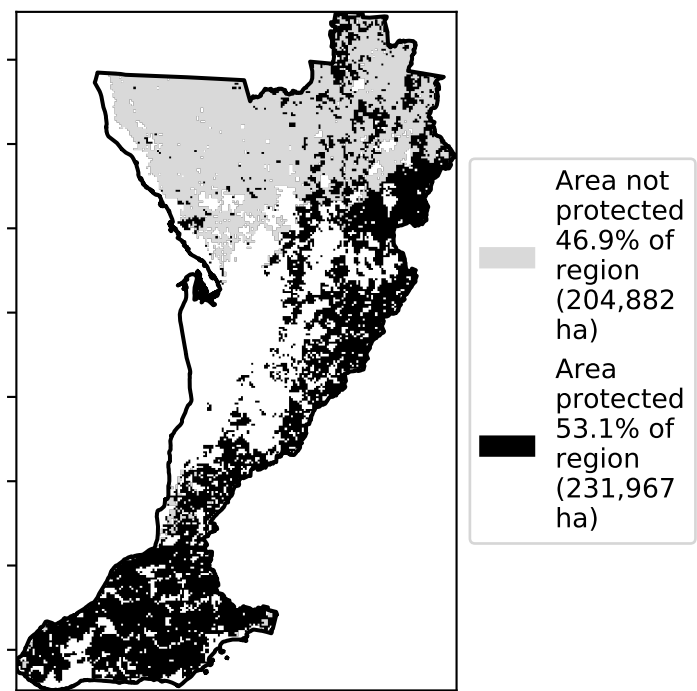 Area not
protected
46.9% of
region
(204,882
ha)
Area
protected
53.1% of
region
(231,967
ha)